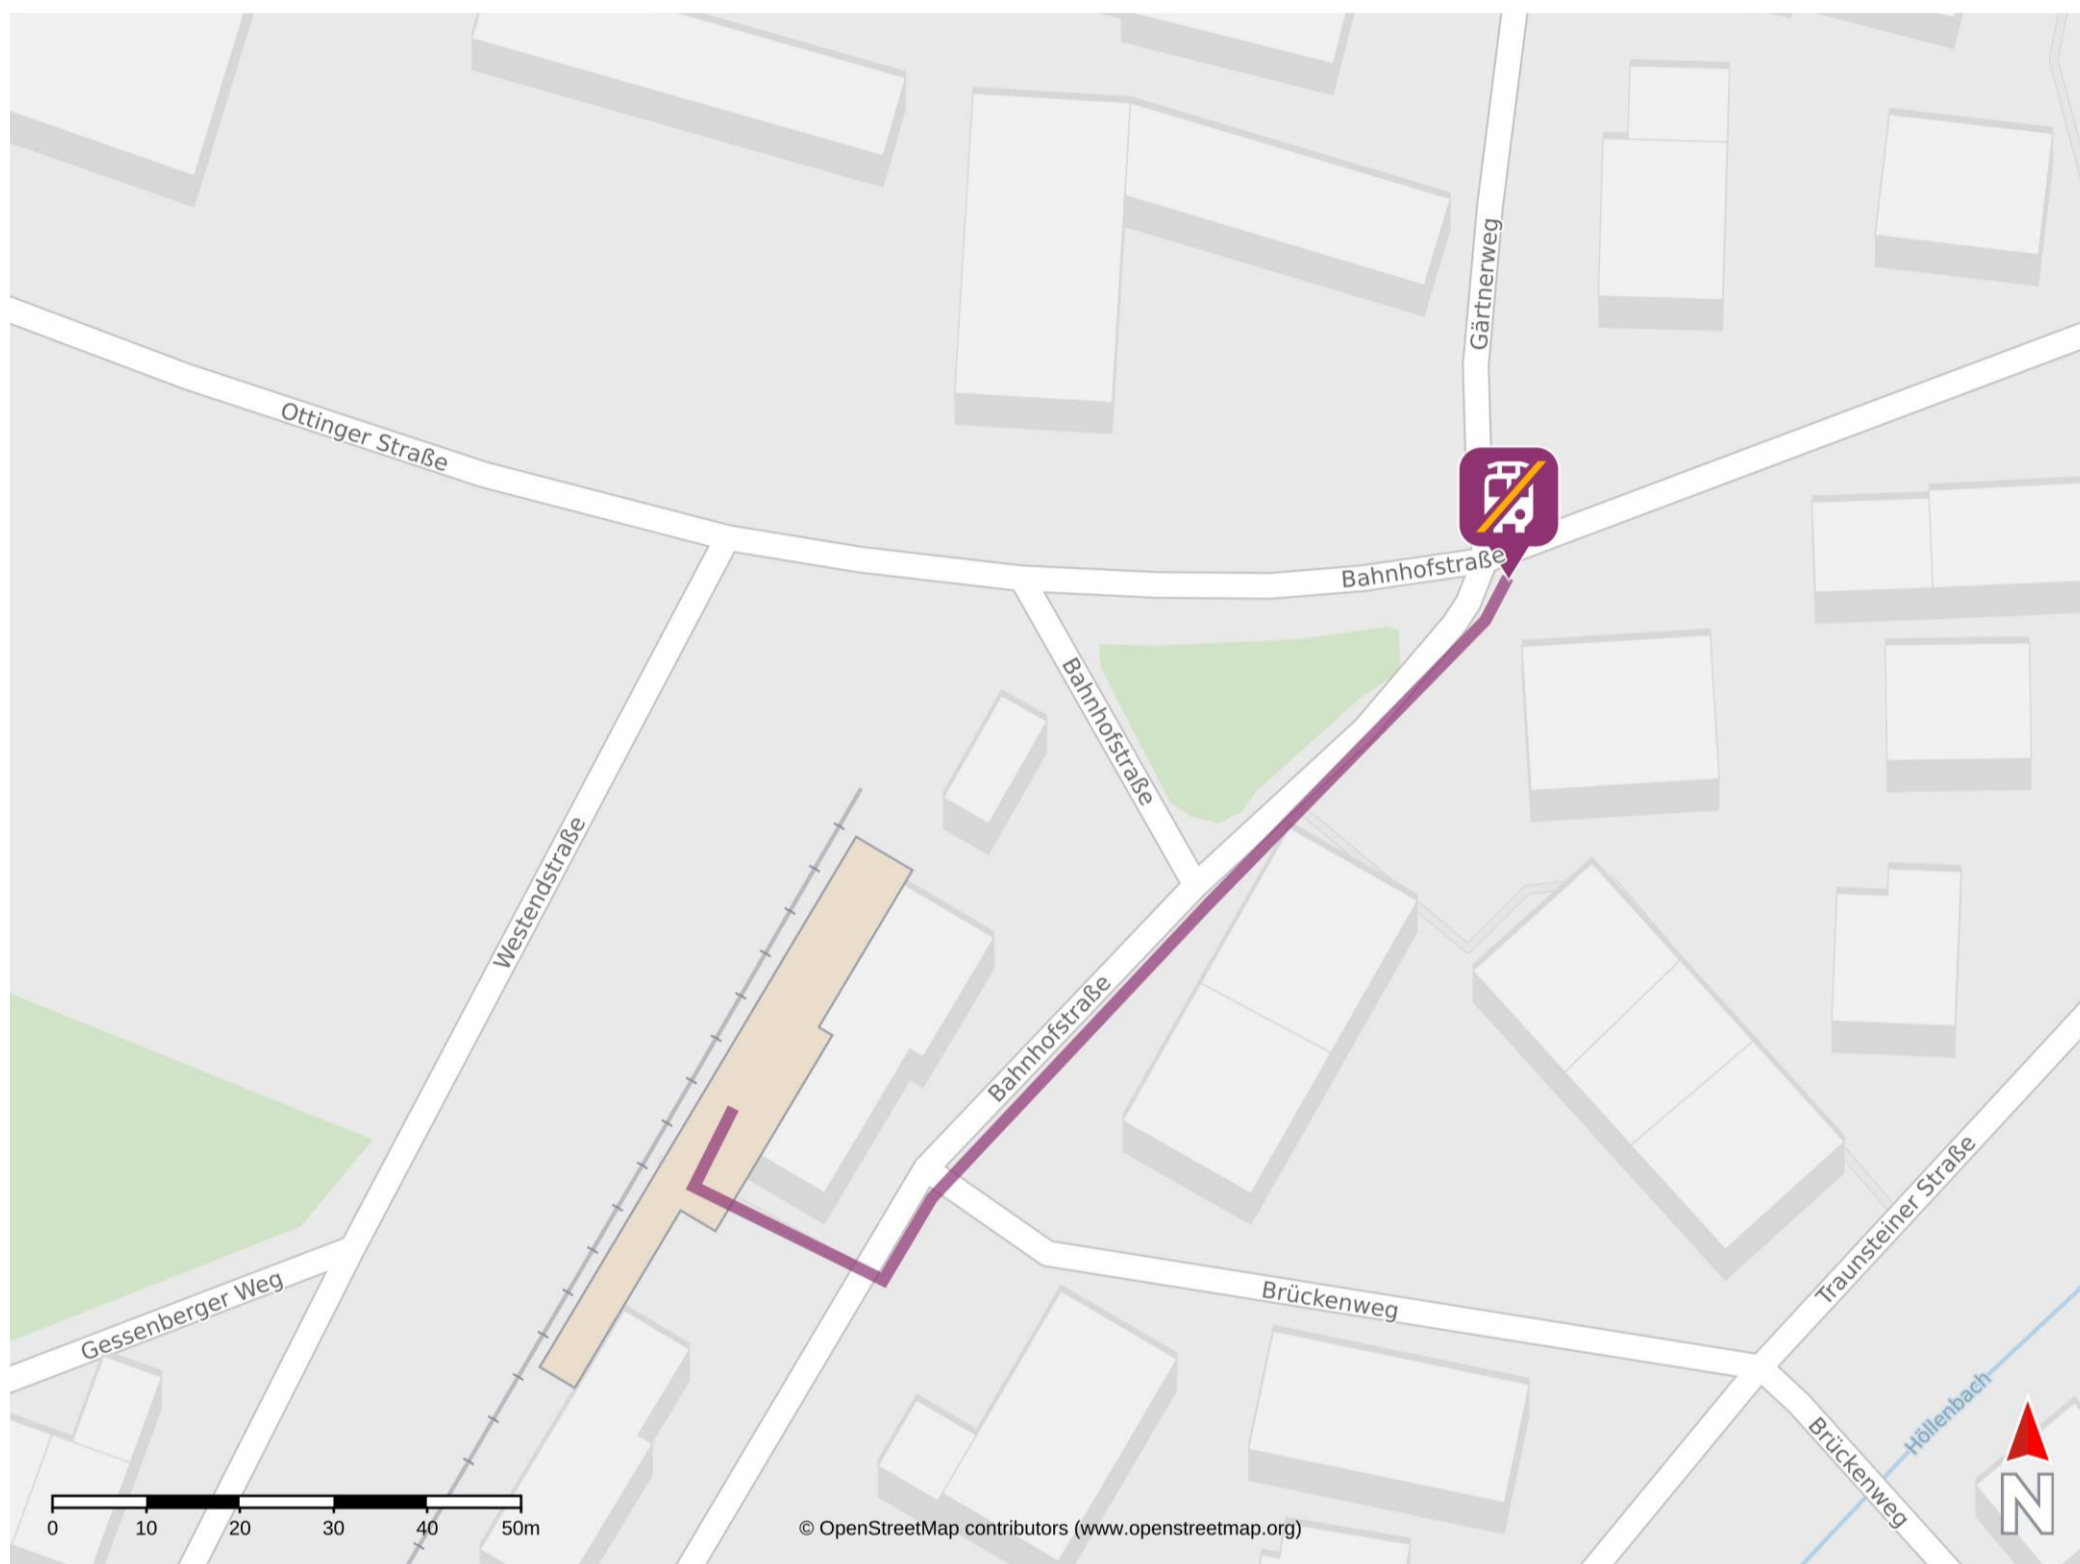 Gärtnerweg
Ottinger Straße
Bahnhofstraße
Bahnhofstraße
Westendstraße
Bahnhofstraße
Traunsteiner Straße
Gessenberger Weg
Brückenweg
Höllenbach
Brückenweg
N
0 10 20 30 40 50m
© OpenStreetMap contributors (www.openstreetmap.org)